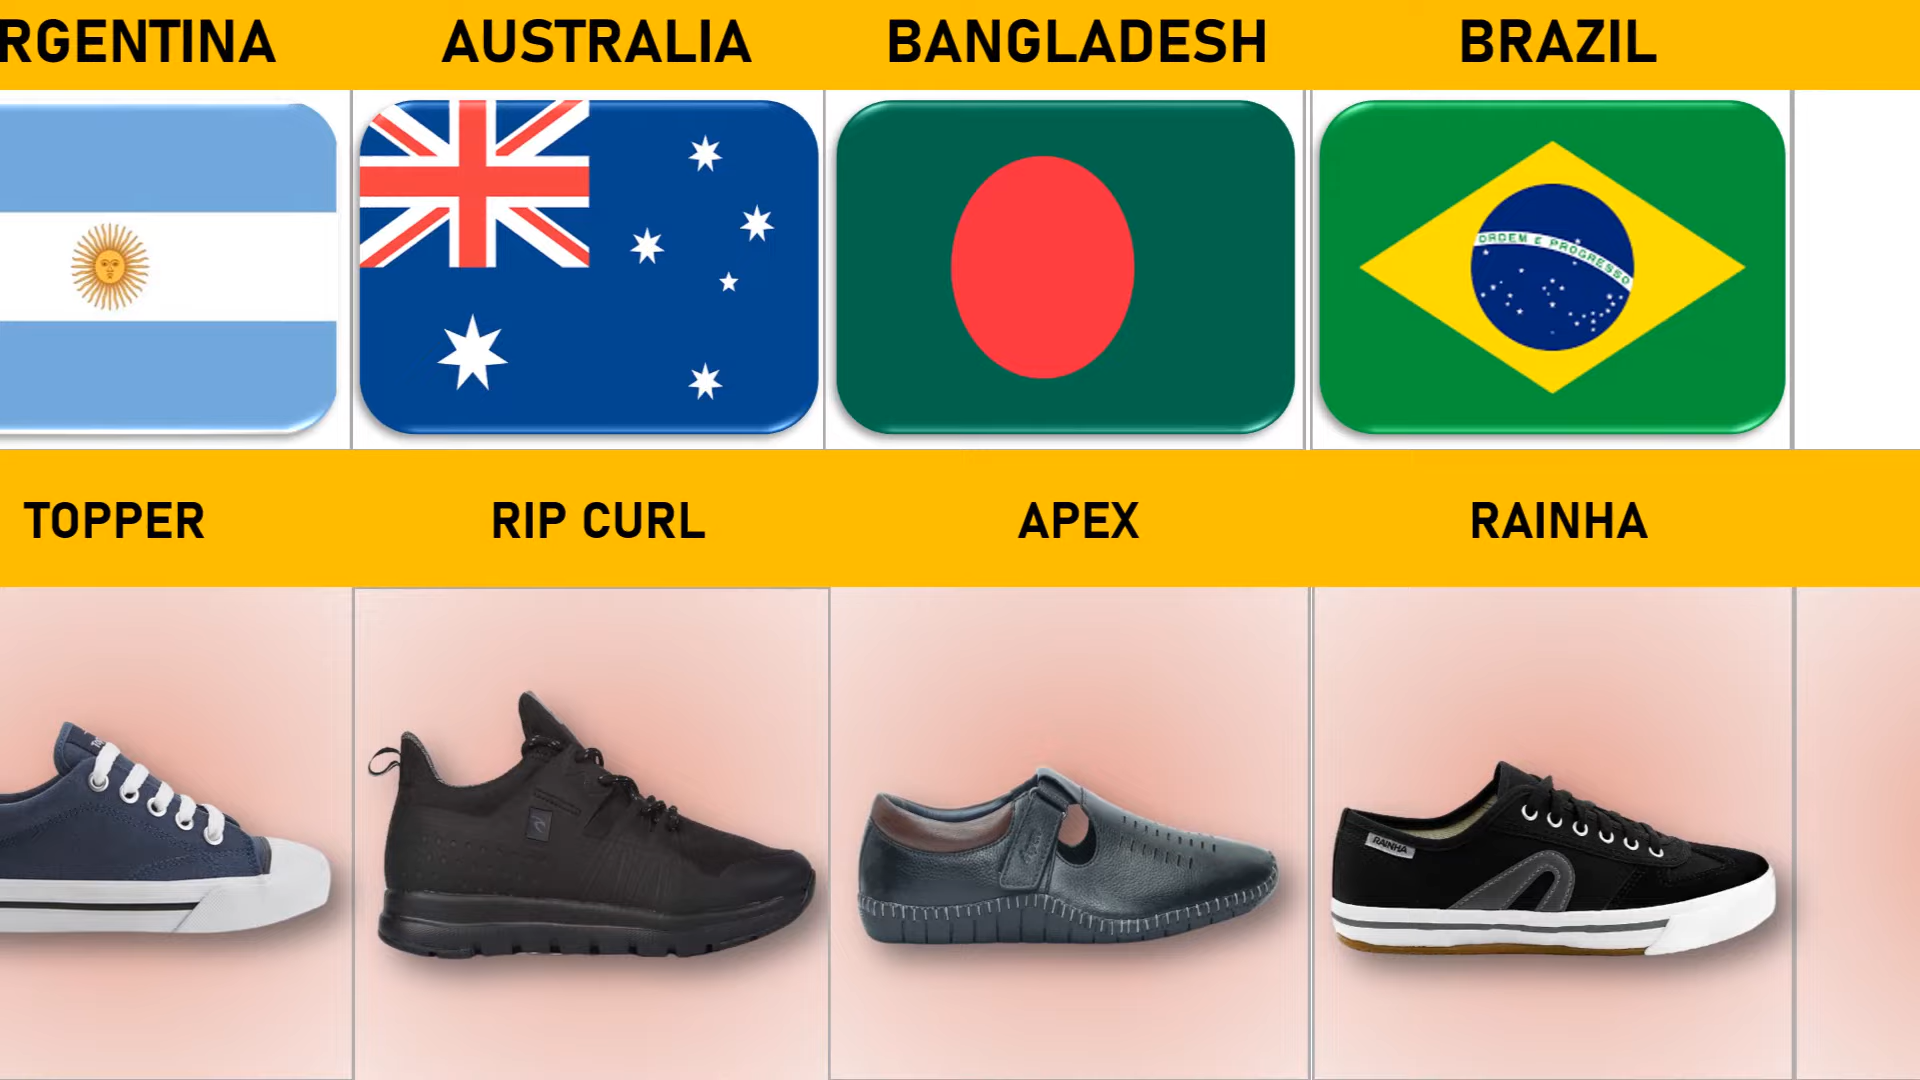 RGENTINA
AUSTRALIA
BANGLADESH
BRAZIL
ORDEM E PROGRESSO
TOPPER
RIP CURL
APEX
RAINHA
RAINHA